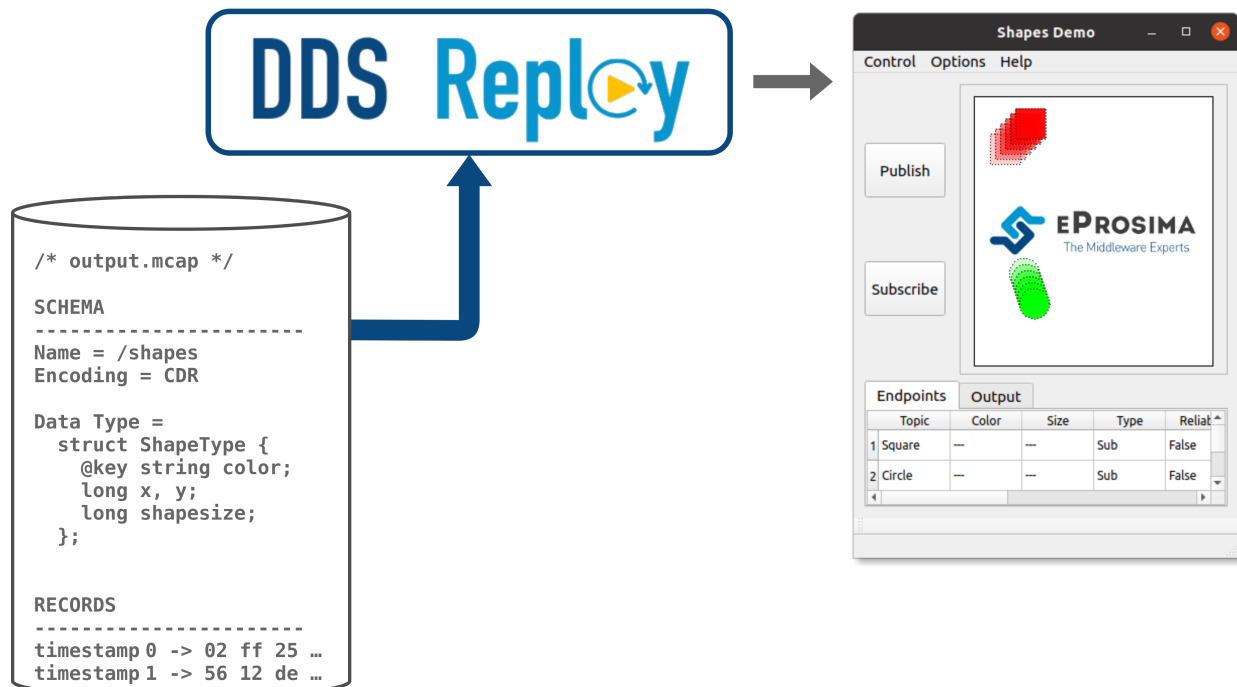 DDS Replay
/* output.mcap */
SCHEMA
-----------------------
Name = /shapes
Encoding = CDR
Data Type =
struct ShapeType {
@key string color;
long x, y;
long shapesize;
};
RECORDS
-----------------------
timestamp 0 -> 02 ff 25 …
timestamp 1 -> 56 12 de …
Shapes Demo
Control Options Help
Publish
Subscribe
eProsima
The Middleware Experts
Endpoints Output
Topic Color Size Type Reliat
1 Square --- --- Sub False
2 Circle --- --- Sub False